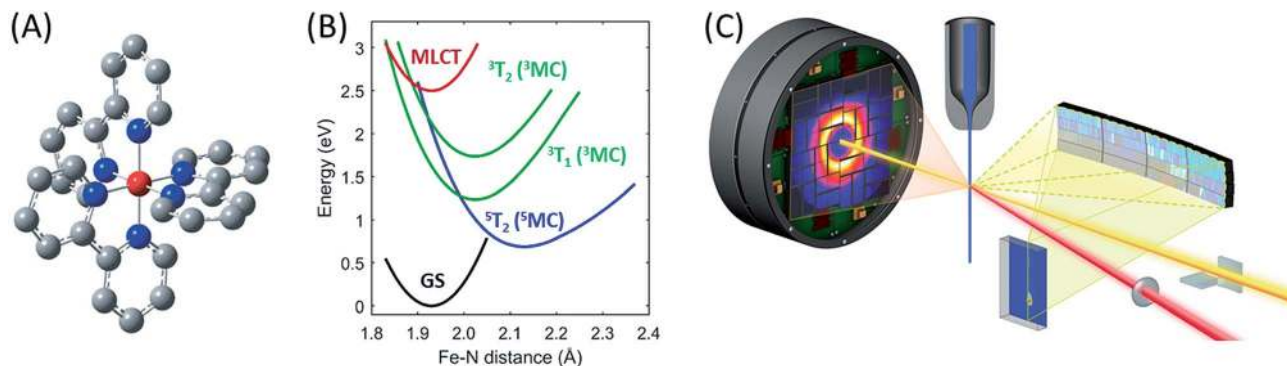 (A)
(B)
Energy (eV)
3
2.5
2
1.5
1
0.5
0
MLCT
³T₂ (³MC)
³T₁ (³MC)
⁵T₂ (⁵MC)
GS
1.8 1.9 2.0 2.1 2.2 2.3 2.4
Fe-N distance (Å)
(C)